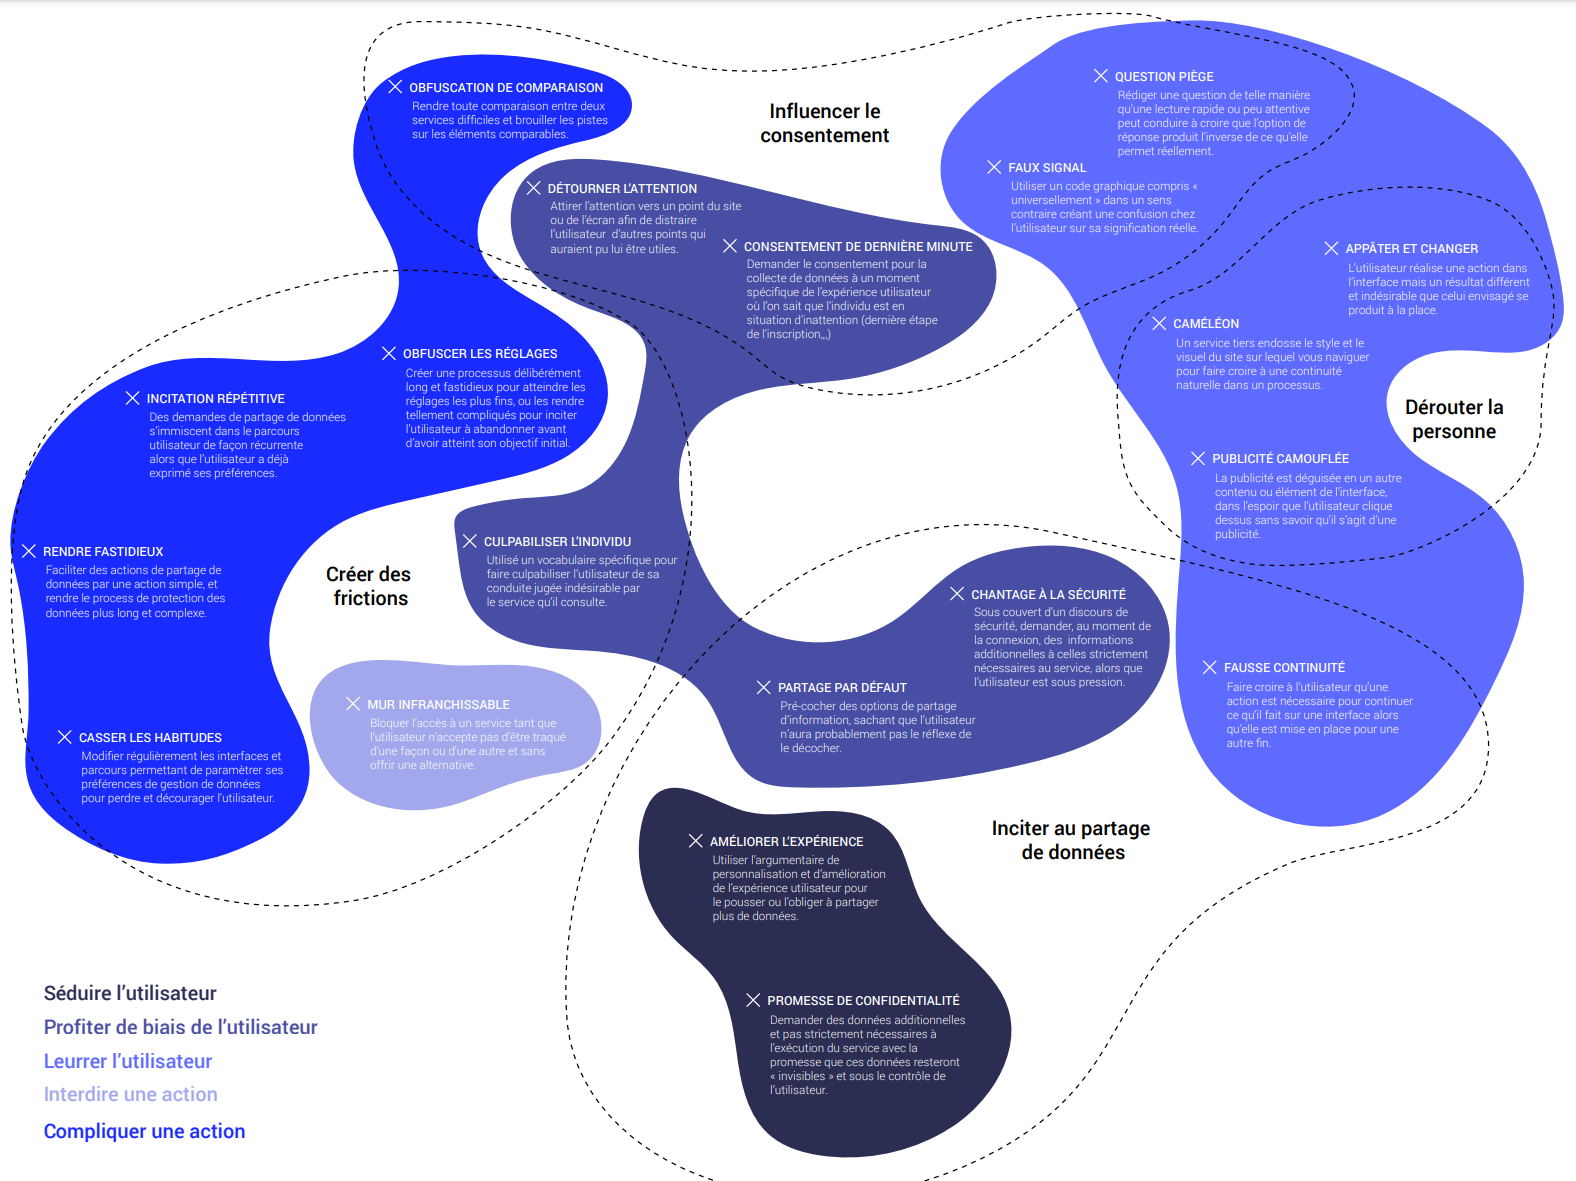 OBFUSCATION DE COMPARAISON
Rendre toute comparaison entre deux
services difficiles et brouiller les pistes
sur les éléments comparables.
Influencer le
consentement
QUESTION PIÈGE
Rédiger une question de telle manière
qu'une lecture rapide ou peu attentive
peut conduire à croire que l'option de
réponse produit l'inverse de ce qu'elle
permet réellement.
FAUX SIGNAL
Utiliser un code graphique compris «
universellement » dans un sens
contraire créant une confusion chez
l'utilisateur sur sa signification réelle.
DÉTOURNER L'ATTENTION
Attirer l'attention vers un point du site
ou de l'écran afin de distraire
l'utilisateur d'autres points qui
auraient pu lui être utiles.
CONSENTEMENT DE DERNIÈRE MINUTE
Demander le consentement pour la
collecte de données à un moment
spécifique de l'expérience utilisateur
où l'on sait que l'individu est en
situation d'inattention (dernière étape
de l'inscription,,,)
APPÂTER ET CHANGER
L'utilisateur réalise une action dans
l'interface mais un résultat différent
et indésirable que celui envisagé se
produit à la place.
CAMÉLÉON
Un service tiers endosse le style et le
visuel du site sur lequel vous naviguer
pour faire croire à une continuité
naturelle dans un processus.
OBFUSCER LES RÉGLAGES
Créer un processus délibérément
long et fastidieux pour atteindre les
réglages les plus fins, ou les rendre
tellement compliqués pour inciter
l'utilisateur à abandonner avant
d'avoir atteint son objectif initial.
INCITATION RÉPÉTITIVE
Des demandes de partage de données
s'immiscent dans le parcours
utilisateur de façon récurrente
alors que l'utilisateur a déjà
exprimé ses préférences.
Dérouter la
personne
PUBLICITÉ CAMOUFLÉE
La publicité est déguisée en un autre
contenu ou élément de l'interface,
dans l'espoir que l'utilisateur clique
dessus sans savoir qu'il s'agit d'une
publicité.
RENDRE FASTIDIEUX
Faciliter des actions de partage de
données par une action simple, et
rendre le process de protection des
données plus long et complexe.
Créer des
frictions
CULPABILISER L'INDIVIDU
Utilisé un vocabulaire spécifique pour
faire culpabiliser l'utilisateur de sa
conduite jugée indésirable par
le service qu'il consulte.
CHANTAGE À LA SÉCURITÉ
Sous couvert d'un discours de
sécurité, demander, au moment de
la connexion, des informations
additionnelles à celles strictement
nécessaires au service, alors que
l'utilisateur est sous pression.
FAUSSE CONTINUITÉ
Faire croire à l'utilisateur qu'une
action est nécessaire pour continuer
ce qu'il fait sur une interface alors
qu'elle est mise en place pour une
autre fin.
PARTAGE PAR DÉFAUT
Pré-cocher des options de partage
d'information, sachant que l'utilisateur
n'aura probablement pas le réflexe de
le décocher.
MUR INFRANCHISSABLE
Bloquer l'accès à un service tant que
l'utilisateur n'accepte pas d'être traqué
d'une façon ou d'une autre et sans
offrir une alternative.
CASSER LES HABITUDES
Modifier régulièrement les interfaces et
parcours permettant de paramètrer ses
préférences de gestion de données
pour perdre et décourager l'utilisateur.
Inciter au partage
de données
AMÉLIORER L'EXPÉRIENCE
Utiliser l'argumentaire de
personnalisation et d'amélioration
de l'expérience utilisateur pour
le pousser ou l'obliger à partager
plus de données.
PROMESSE DE CONFIDENTIALITÉ
Demander des données additionnelles
et pas strictement nécessaires à
l'exécution du service avec la
promesse que ces données resteront
« invisibles » et sous le contrôle de
l'utilisateur.
Séduire l'utilisateur
Profiter de biais de l'utilisateur
Leurrer l'utilisateur
Interdire une action
Compliquer une action